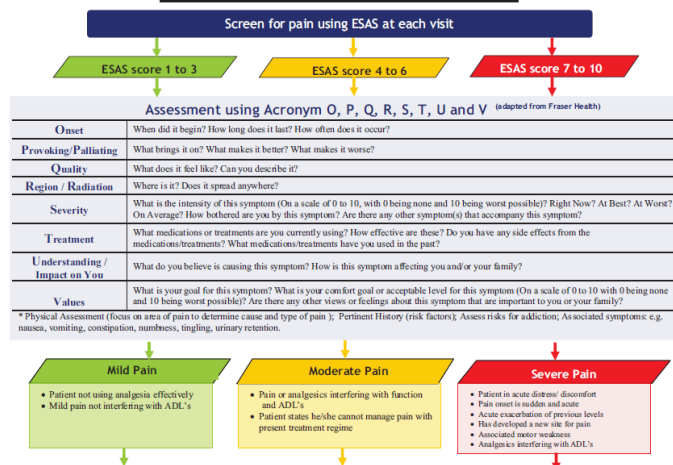 Screen for pain using ESAS at each visit
ESAS score 1 to 3
ESAS score 4 to 6
ESAS score 7 to 10
Assessment using Acronym O, P, Q, R, S, T, U and V (adapted from Fraser Health)
Onset
When did it begin? How long does it last? How often does it occur?
Provoking/Palliating
What brings it on? What makes it better? What makes it worse?
Quality
What does it feel like? Can you describe it?
Region / Radiation
Where is it? Does it spread anywhere?
Severity
What is the intensity of this symptom (On a scale of 0 to 10, with 0 being none and 10 being worst possible)? Right Now? At Best? At Worst?
On Average? How bothered are you by this symptom? Are there any other symptom(s) that accompany this symptom?
Treatment
What medications or treatments are you currently using? How effective are these? Do you have any side effects from the
medications/treatments? What medications/treatments have you used in the past?
Understanding /
Impact on You
What do you believe is causing this symptom? How is this symptom affecting you and/or your family?
Values
What is your goal for this symptom? What is your comfort goal or acceptable level for this symptom (On a scale of 0 to 10 with 0 being none
and 10 being worst possible)? Are there any other views or feelings about this symptom that are important to you or your family?
* Physical Assessment (focus on area of pain to determine cause and type of pain ); Pertinent History (risk factors); Assess risks for addiction; Associated symptoms: e.g.
nausea, vomiting, constipation, numbness, tingling, urinary retention.
Mild Pain
• Patient not using analgesia effectively
• Mild pain not interfering with ADL's
Moderate Pain
• Pain or analgesics interfering with function
and ADL's
• Patient states he/she cannot manage pain with
present treatment regime
Severe Pain
• Patient in acute distress/ discomfort
• Pain onset is sudden and acute
• Acute exacerbation of previous levels
• Has developed a new site for pain
• Associated motor weakness
• Analgesics interfering with ADL's